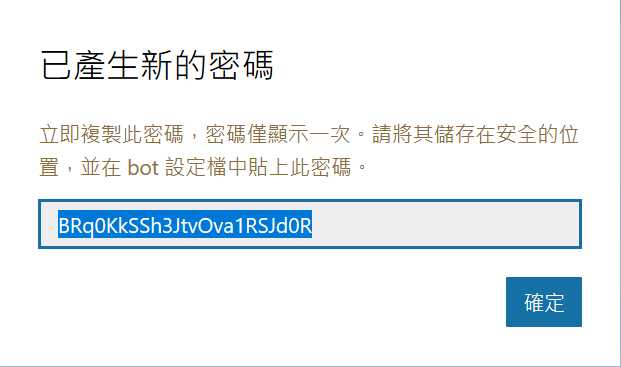 已產生新的密碼
立即複製此密碼，密碼僅顯示一次。請將其儲存在安全的位
置，並在 bot 設定檔中貼上此密碼。
BRq0KkSSh3JtvOva1RSJd0R
確定